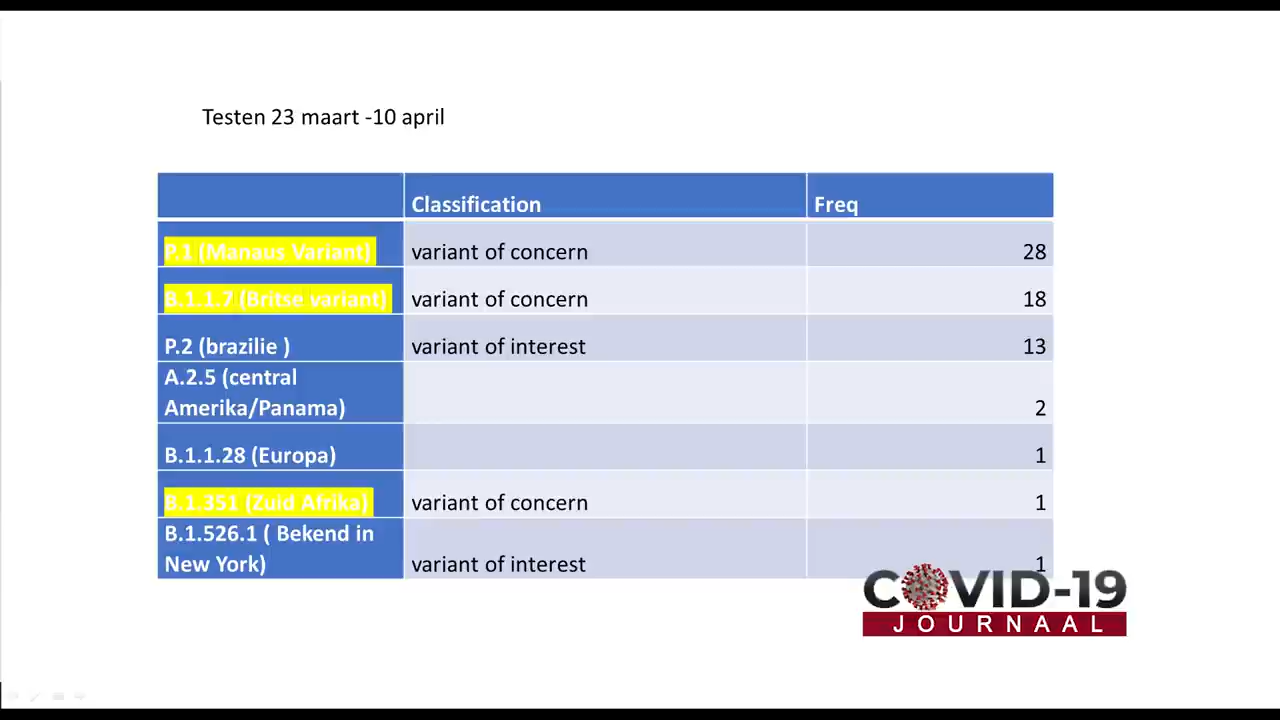 Testen 23 maart -10 april
Classification Freq
P.1 (Manaus Variant) variant of concern 28
B.1.1.7 (Britse variant) variant of concern 18
P.2 (brazilie ) variant of interest 13
A.2.5 (central
Amerika/Panama) 2
B.1.1.28 (Europa) 1
B.1.351 (Zuid Afrika) variant of concern 1
B.1.526.1 ( Bekend in
New York) variant of interest 1
COVID-19
JOURNAAL